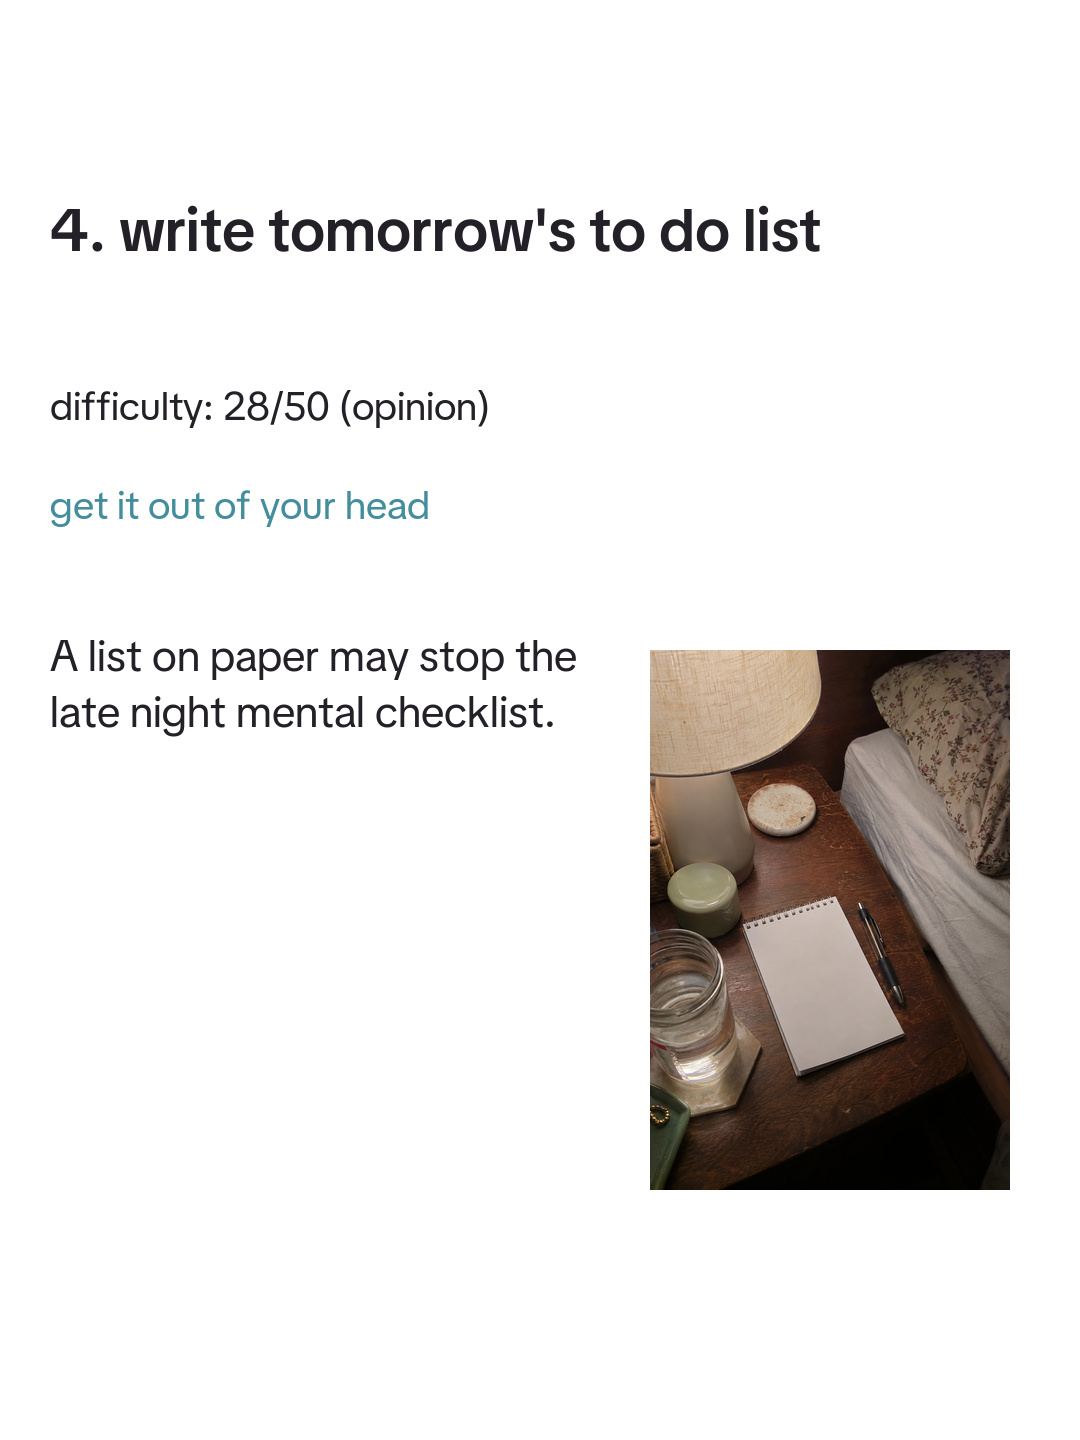 4. write tomorrow's to do list
difficulty: 28/50 (opinion)
get it out of your head
A list on paper may stop the
late night mental checklist.